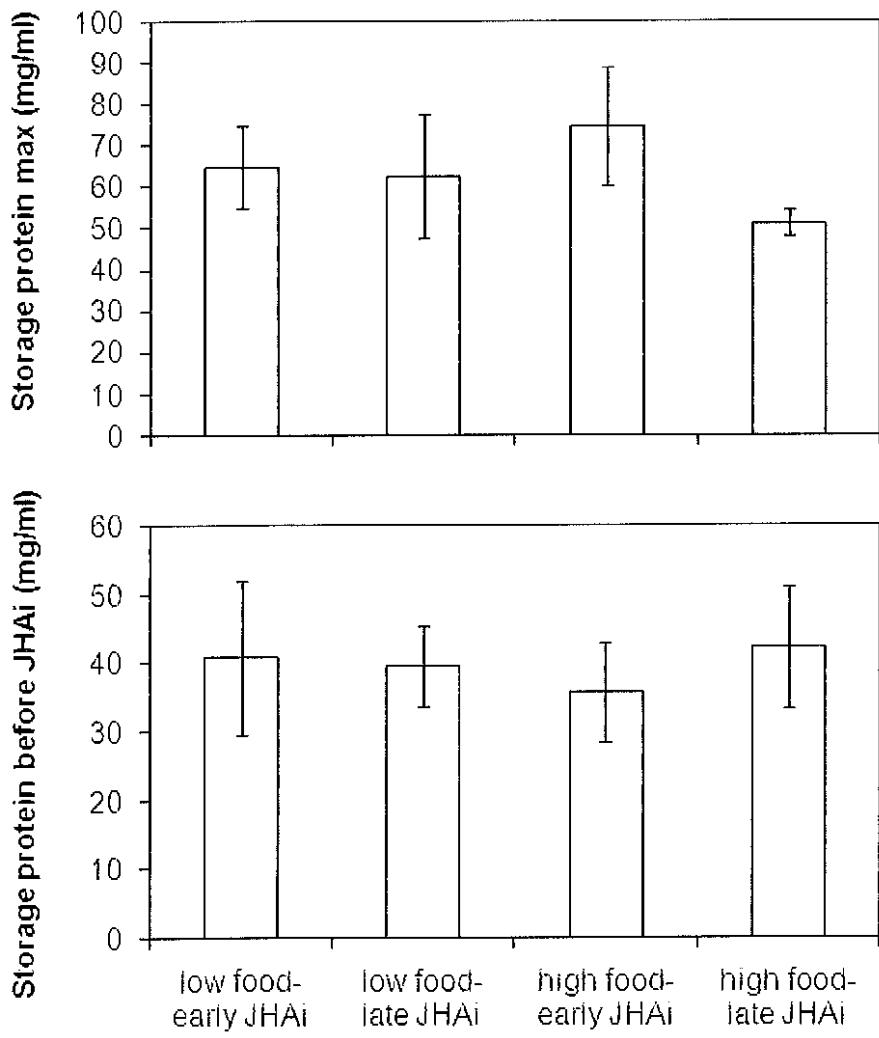 Storage protein max (mg/ml)
100
90
80
70
60
50
40
30
20
10
0
Storage protein before JHAi (mg/ml)
60
50
40
30
20
10
0
low food-
early JHAi
low food-
late JHAi
high food-
early JHAi
high food-
late JHAi